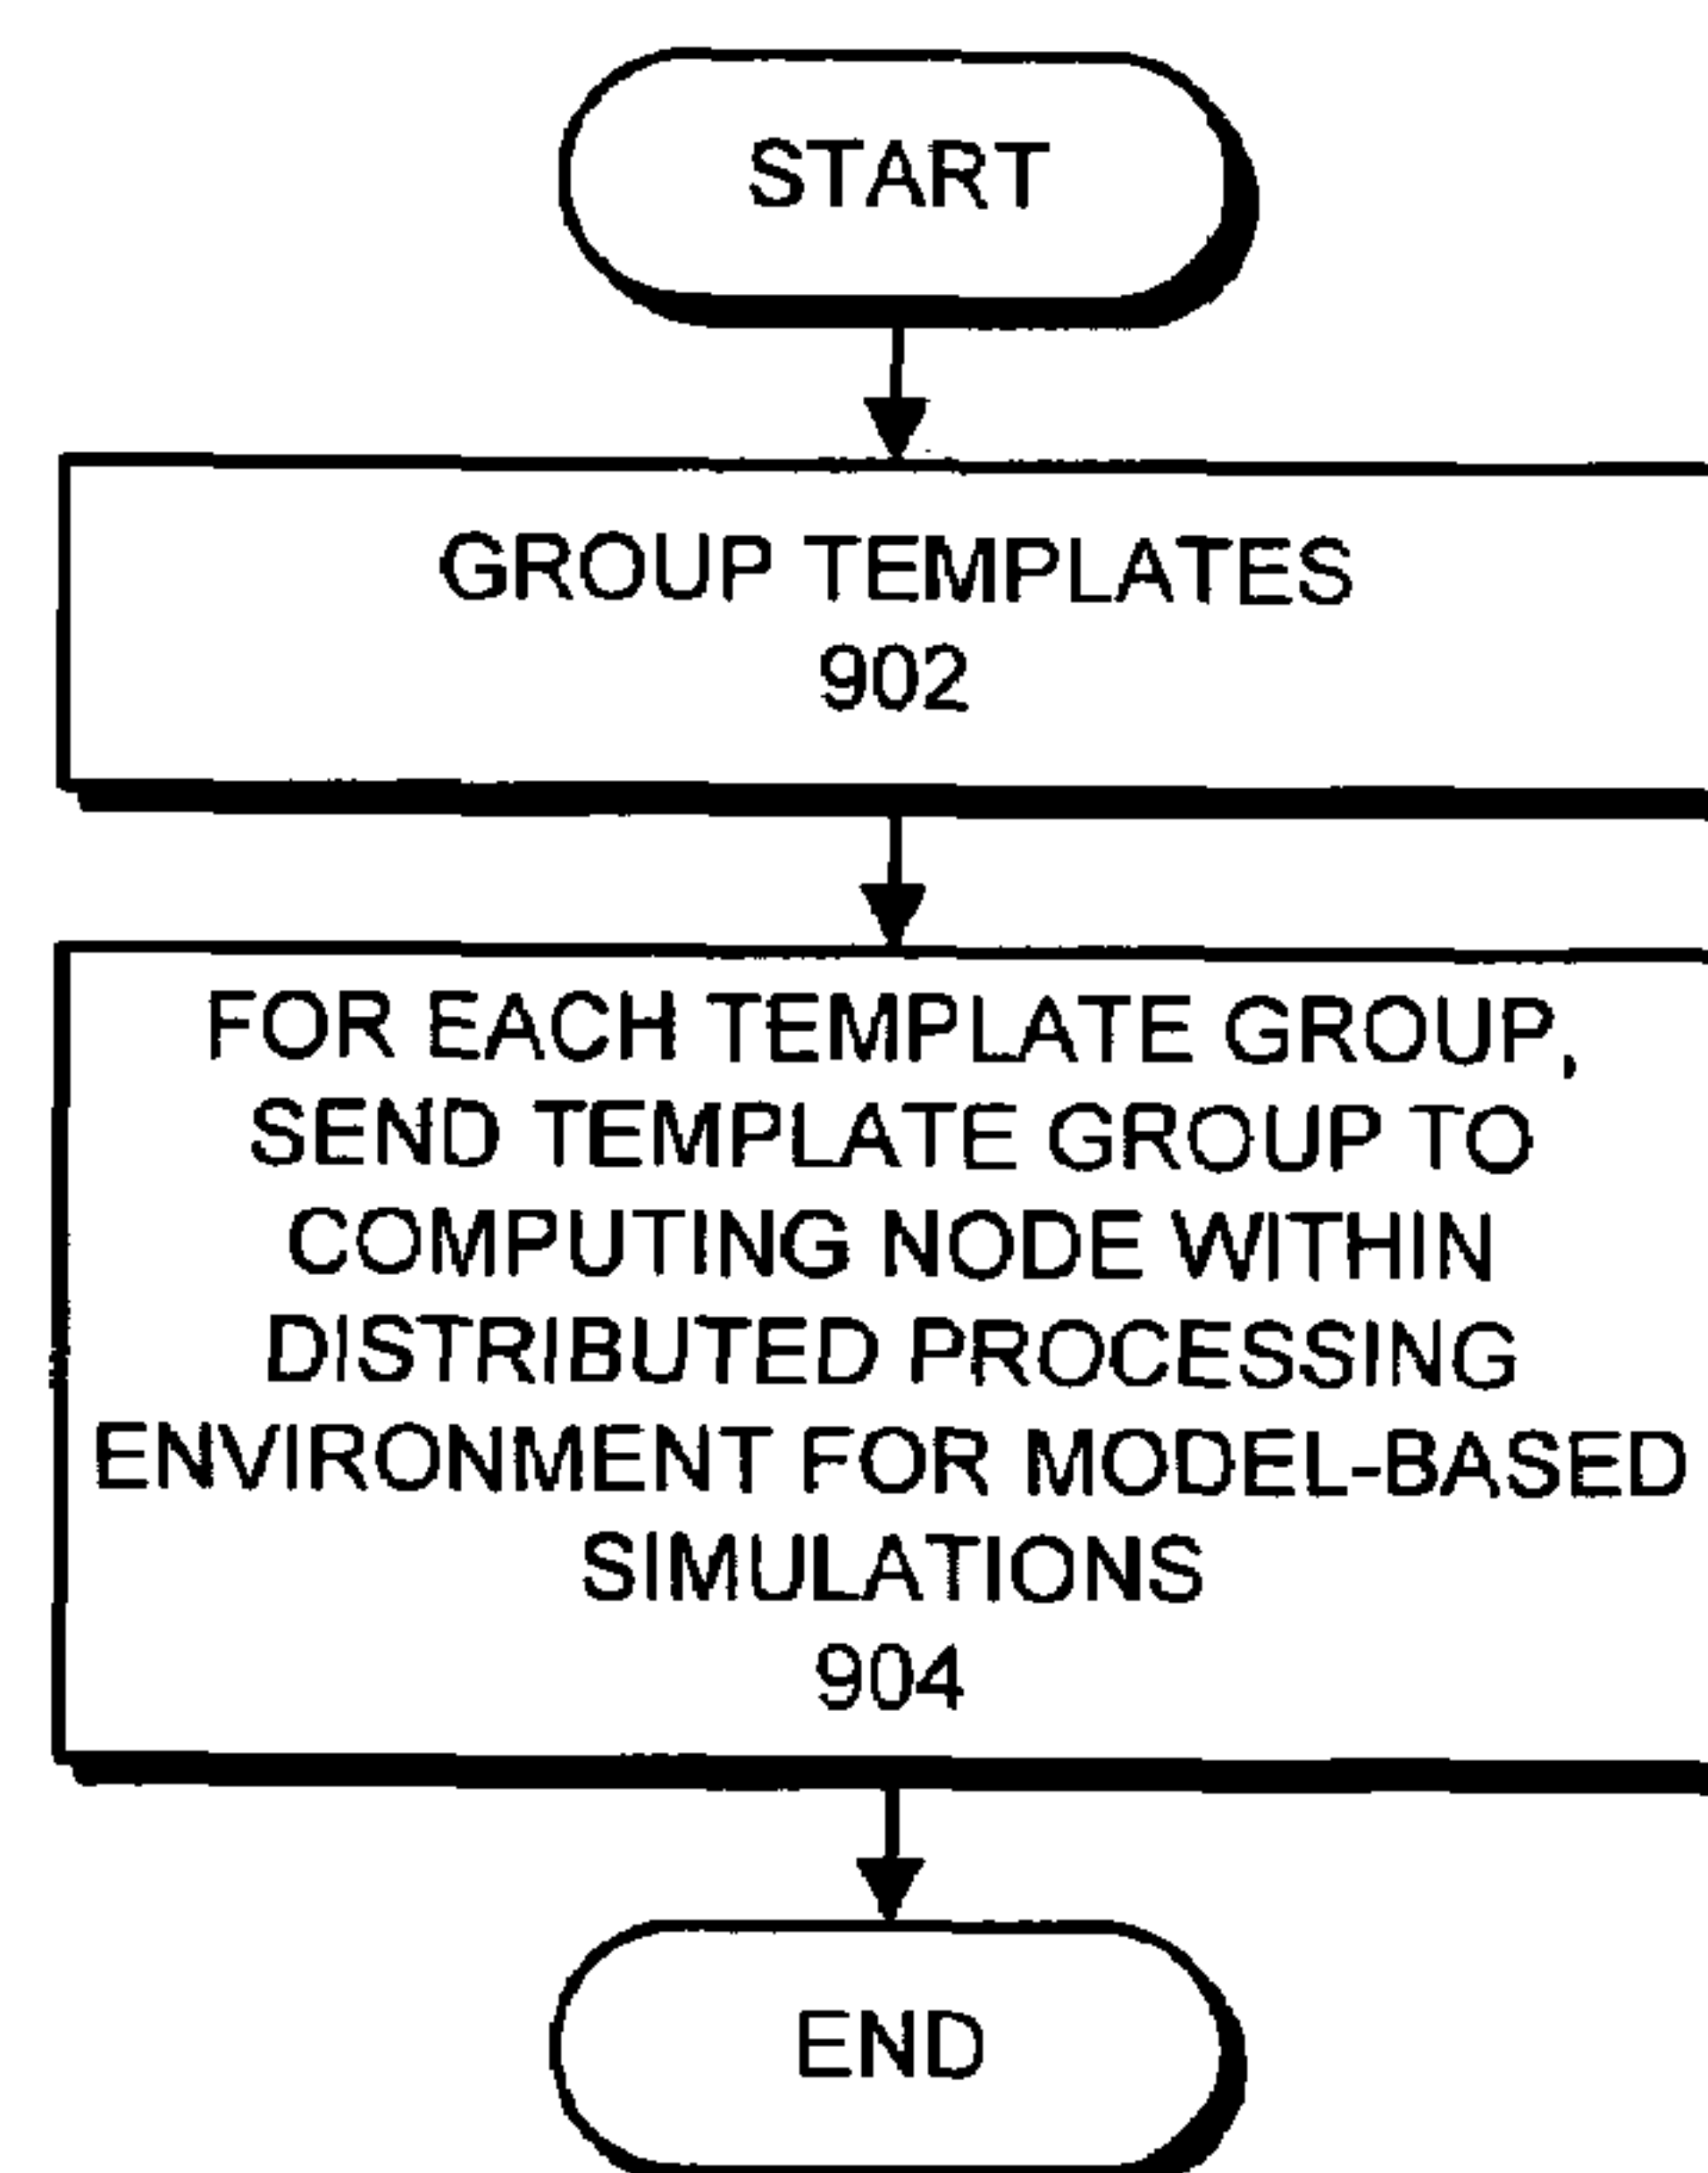 START
GROUP TEMPLATES
902
FOR EACH TEMPLATE GROUP,
SEND TEMPLATE GROUP TO
COMPUTING NODE WITHIN
DISTRIBUTED PROCESSING
ENVIRONMENT FOR MODEL-BASED
SIMULATIONS
904
END